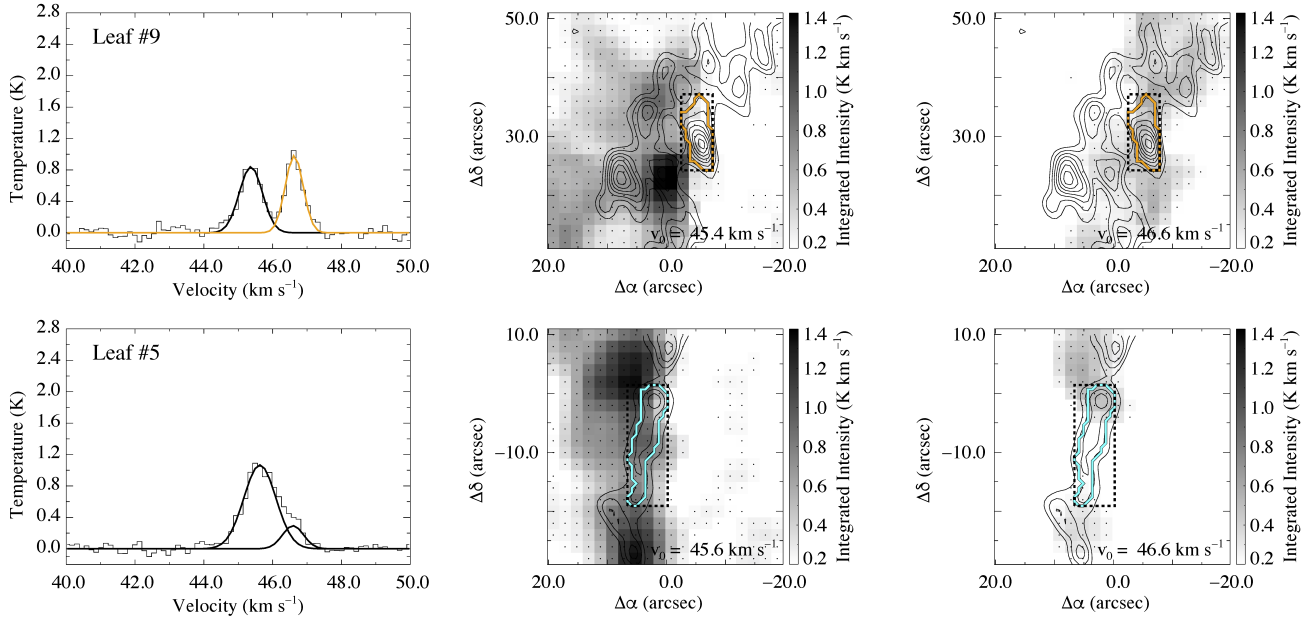 Leaf #9
Temperature (K)
2.8
2.4
2.0
1.6
1.2
0.8
0.4
0.0
40.0 42.0 44.0 46.0 48.0 50.0
Velocity (km s⁻¹)
Δδ (arcsec)
50.0
30.0
v₀ = 45.4 km s⁻¹
20.0 0.0 −20.0
Δα (arcsec)
1.4
1.2
1.0
0.8
0.6
0.4
0.2
Integrated Intensity (K km s⁻¹)
Δδ (arcsec)
50.0
30.0
v₀ = 46.6 km s⁻¹
20.0 0.0 −20.0
Δα (arcsec)
1.4
1.2
1.0
0.8
0.6
0.4
0.2
Integrated Intensity (K km s⁻¹)
Leaf #5
Temperature (K)
2.8
2.4
2.0
1.6
1.2
0.8
0.4
0.0
40.0 42.0 44.0 46.0 48.0 50.0
Velocity (km s⁻¹)
Δδ (arcsec)
10.0
−10.0
v₀ = 45.6 km s⁻¹
20.0 0.0 −20.0
Δα (arcsec)
1.4
1.2
1.0
0.8
0.6
0.4
0.2
Integrated Intensity (K km s⁻¹)
Δδ (arcsec)
10.0
−10.0
v₀ = 46.6 km s⁻¹
20.0 0.0 −20.0
Δα (arcsec)
1.4
1.2
1.0
0.8
0.6
0.4
0.2
Integrated Intensity (K km s⁻¹)